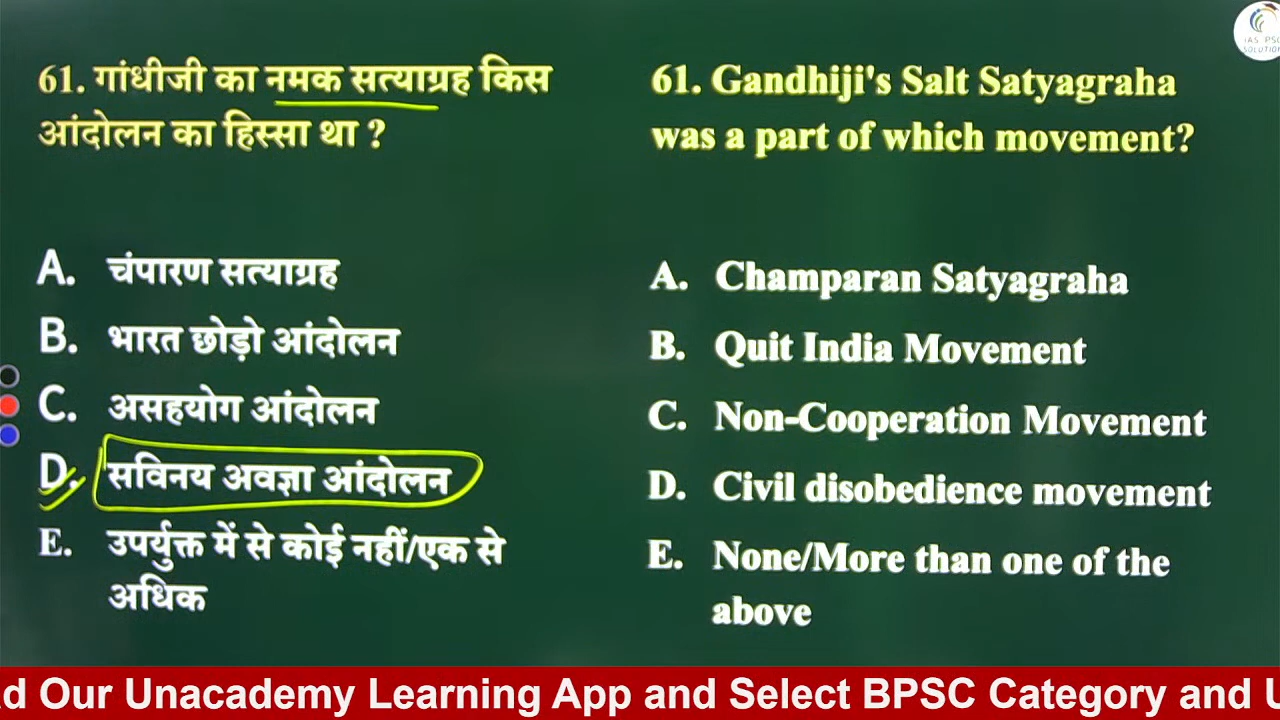 61. गांधीजी का नमक सत्याग्रह किस
आंदोलन का हिस्सा था ?
A. चंपारण सत्याग्रह
B. भारत छोड़ो आंदोलन
C. असहयोग आंदोलन
D. सविनय अवज्ञा आंदोलन
E. उपर्युक्त में से कोई नहीं/एक से
अधिक
61. Gandhiji's Salt Satyagraha
was a part of which movement?
A. Champaran Satyagraha
B. Quit India Movement
C. Non-Cooperation Movement
D. Civil disobedience movement
E. None/More than one of the
above
IAS PSC
SOLUTION
Our Unacademy Learning App and Select BPSC Category and